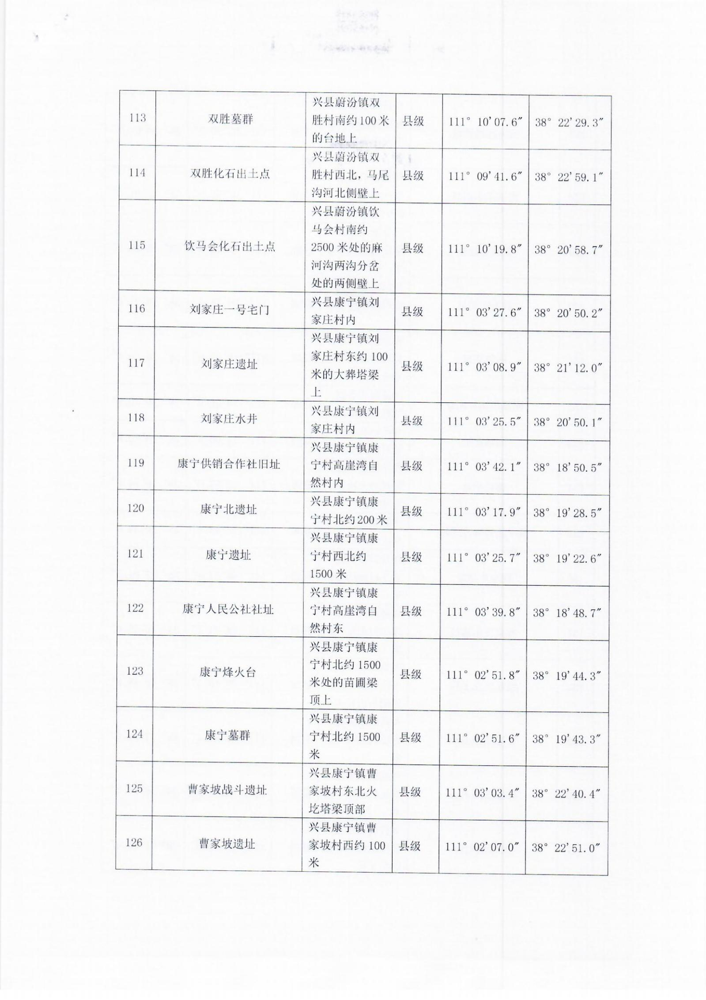 113
双胜墓群
兴县蔚汾镇双
胜村南约100米
的台地上
县级
111° 10'07.6″
38° 22'29.3″
114
双胜化石出土点
兴县蔚汾镇双
胜村西北，马尾
沟河北侧壁上
县级
111° 09'41.6″
38° 22'59.1″
115
饮马会化石出土点
兴县蔚汾镇饮
马会村南约
2500 米处的麻
河沟两沟分岔
处的两侧壁上
县级
111° 10'19.8″
38° 20'58.7″
116
刘家庄一号宅门
兴县康宁镇刘
家庄村内
县级
111° 03'27.6″
38° 20'50.2″
117
刘家庄遗址
兴县康宁镇刘
家庄村东约 100
米的大葬塔梁
上
县级
111° 03'08.9″
38° 21'12.0″
118
刘家庄水井
兴县康宁镇刘
家庄村内
县级
111° 03'25.5″
38° 20'50.1″
119
康宁供销合作社旧址
兴县康宁镇康
宁村高崖湾自
然村内
县级
111° 03'42.1″
38° 18'50.5″
120
康宁北遗址
兴县康宁镇康
宁村北约200米
县级
111° 03'17.9″
38° 19'28.5″
121
康宁遗址
兴县康宁镇康
宁村西北约
1500 米
县级
111° 03'25.7″
38° 19'22.6″
122
康宁人民公社社址
兴县康宁镇康
宁村高崖湾自
然村东
县级
111° 03'39.8″
38° 18'48.7″
123
康宁烽火台
兴县康宁镇康
宁村北约 1500
米处的苗圃梁
顶上
县级
111° 02'51.8″
38° 19'44.3″
124
康宁墓群
兴县康宁镇康
宁村北约 1500
米
县级
111° 02'51.6″
38° 19'43.3″
125
曹家坡战斗遗址
兴县康宁镇曹
家坡村东北火
圪塔梁顶部
县级
111° 03'03.4″
38° 22'40.4″
126
曹家坡遗址
兴县康宁镇曹
家坡村西约 100
米
县级
111° 02'07.0″
38° 22'51.0″